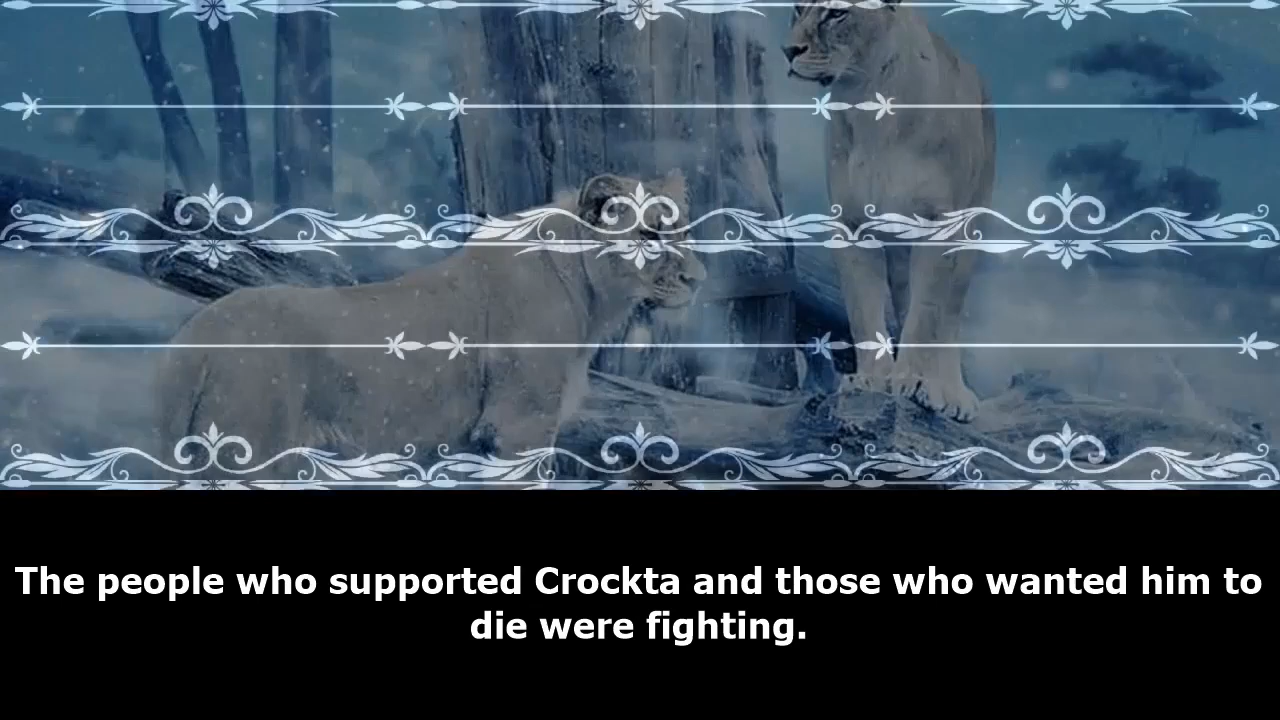 The people who supported Crockta and those who wanted him to
die were fighting.